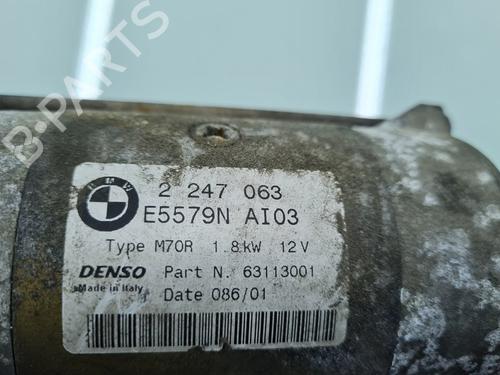 B-PARTS
BMW
2 247 063
E5579N AI03
Type M70R 1.8kW 12V
DENSO Part N. 63113001
Made in Italy Date 086/01